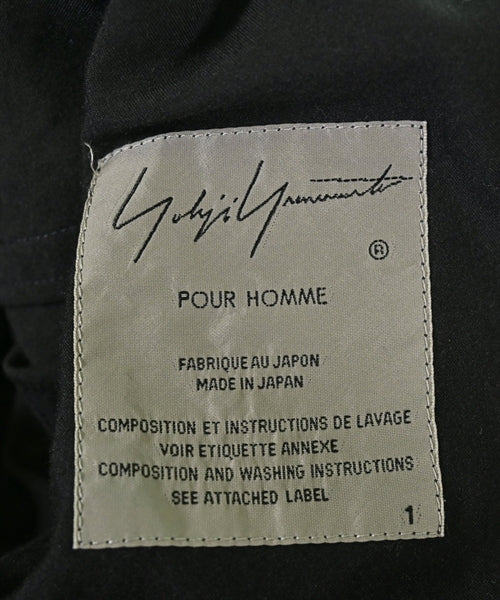 Yohji Yamamoto
®
POUR HOMME
FABRIQUE AU JAPON
MADE IN JAPAN
COMPOSITION ET INSTRUCTIONS DE LAVAGE
VOIR ETIQUETTE ANNEXE
COMPOSITION AND WASHING INSTRUCTIONS
SEE ATTACHED LABEL
1